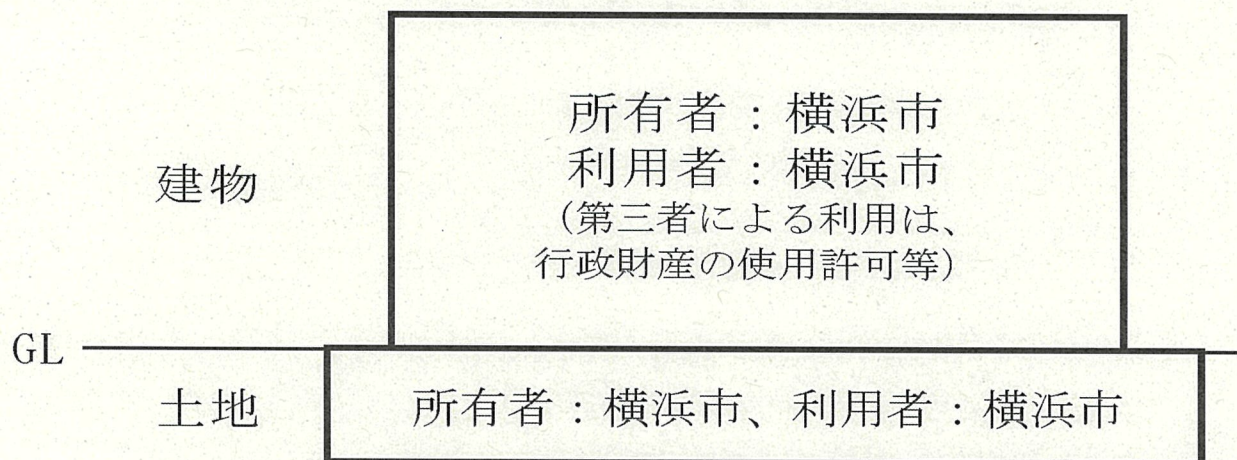 所有者：横浜市
利用者：横浜市
（第三者による利用は、
行政財産の使用許可等）
建物
GL
土地
所有者：横浜市、利用者：横浜市